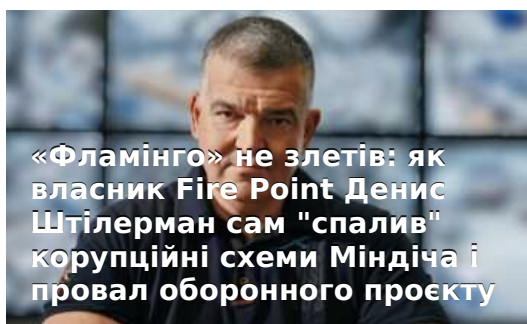 «Фламінго» не злетів: як
власник Fire Point Денис
Штілерман сам "спалив"
корупційні схеми Міндіча і
провал оборонного проєкту